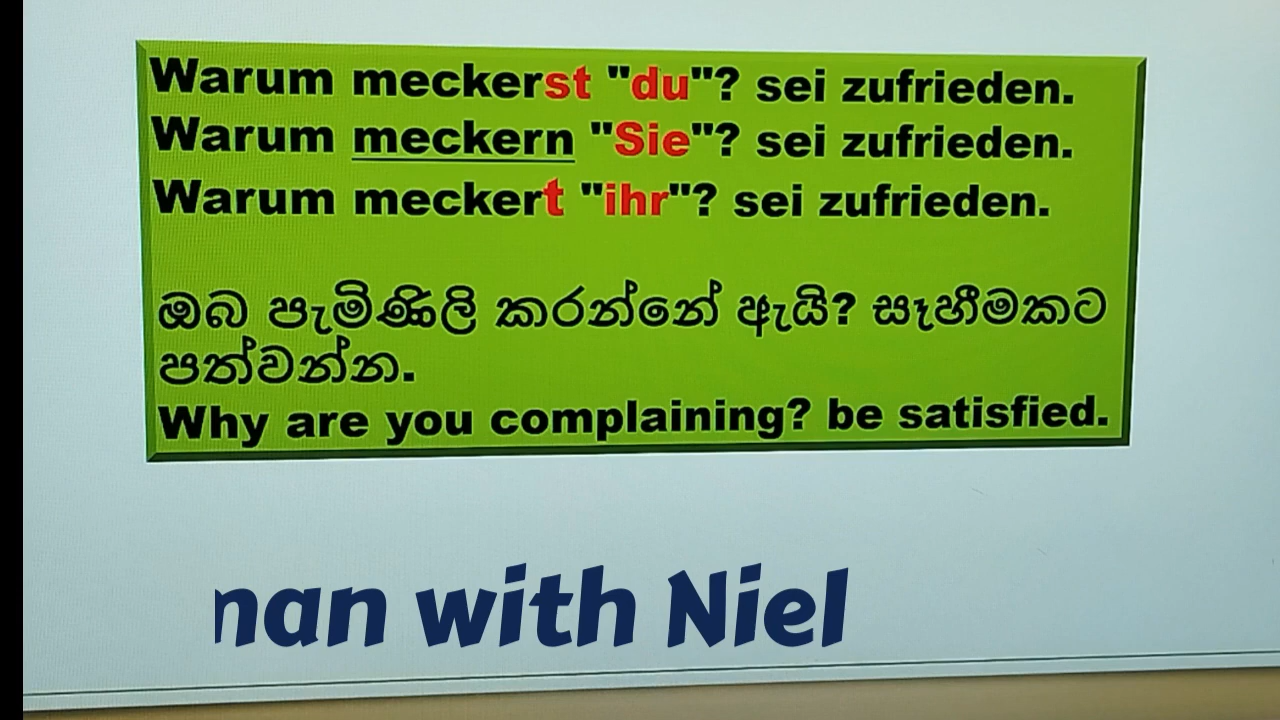 Warum meckerst "du"? sei zufrieden.
Warum meckern "Sie"? sei zufrieden.
Warum meckert "ihr"? sei zufrieden.
ඔබ පැමිණිලි කරන්නේ ඇයි? සෑහීමකට
පත්වන්න.
Why are you complaining? be satisfied.
with Niel